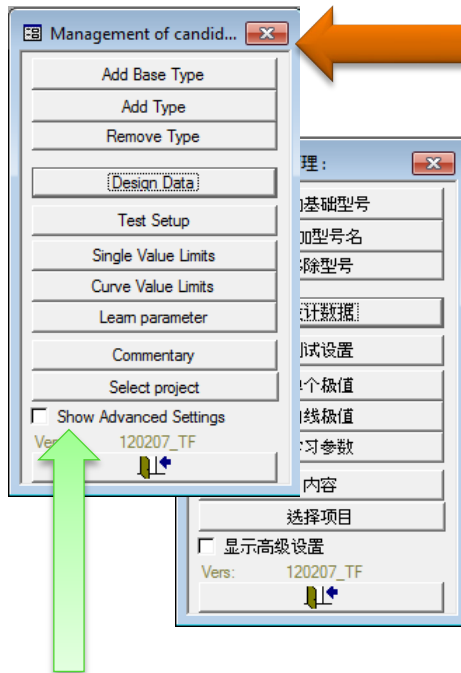 Management of candid...
Add Base Type
Add Type
Remove Type
Design Data
Test Setup
Single Value Limits
Curve Value Limits
Learn parameter
Commentary
Select project
Show Advanced Settings
Ver 120207_TF
理:
基础型号
型号名
除型号
计数据
试设置
个极值
线极值
习参数
内容
选择项目
显示高级设置
Vers: 120207_TF